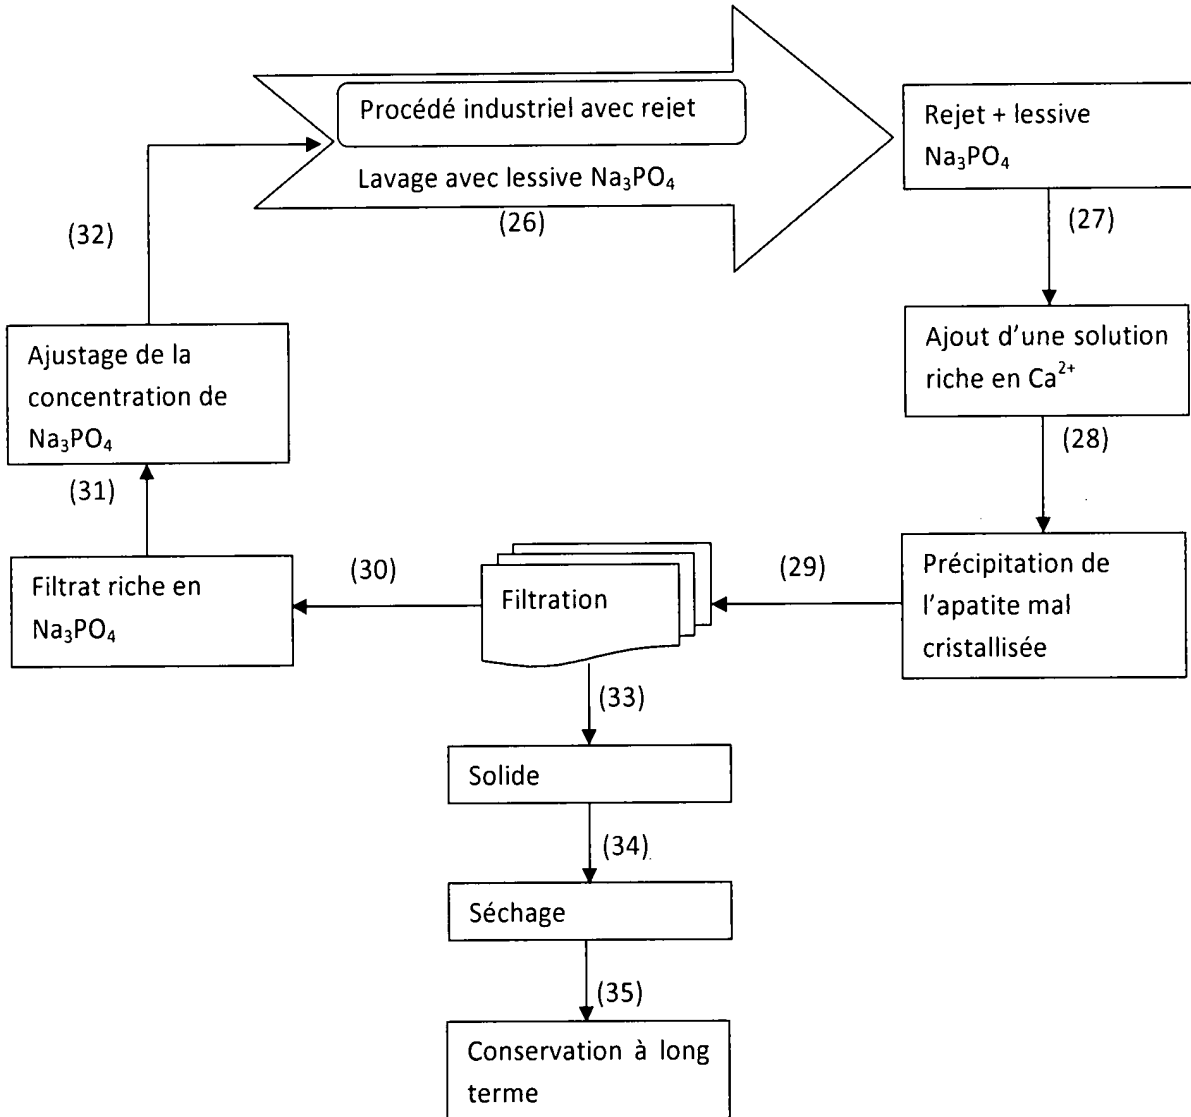 Procédé industriel avec rejet
Lavage avec lessive Na₃PO₄
(26)
Rejet + lessive
Na₃PO₄
(27)
Ajout d'une solution
riche en Ca²⁺
(28)
Précipitation de
l'apatite mal
cristallisée
(29)
Filtration
(30)
Filtrat riche en
Na₃PO₄
(31)
Ajustage de la
concentration de
Na₃PO₄
(32)
(33)
Solide
(34)
Séchage
(35)
Conservation à long
terme